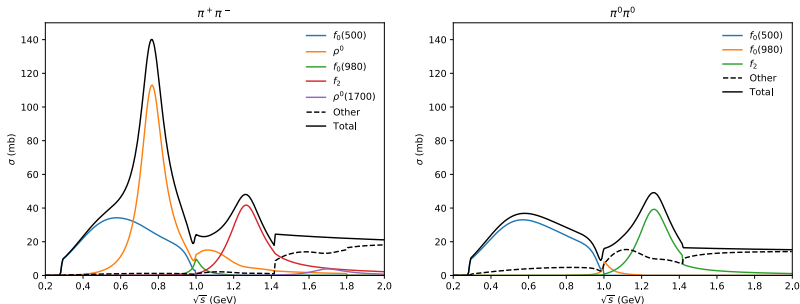 π⁺π⁻
140
120
100
80
60
40
20
0
σ (mb)
0.2 0.4 0.6 0.8 1.0 1.2 1.4 1.6 1.8 2.0
√s (GeV)
f₀(500)
ρ⁰
f₀(980)
f₂
ρ⁰(1700)
Other
Total
π⁰π⁰
140
120
100
80
60
40
20
0
σ (mb)
0.2 0.4 0.6 0.8 1.0 1.2 1.4 1.6 1.8 2.0
√s (GeV)
f₀(500)
f₀(980)
f₂
Other
Total